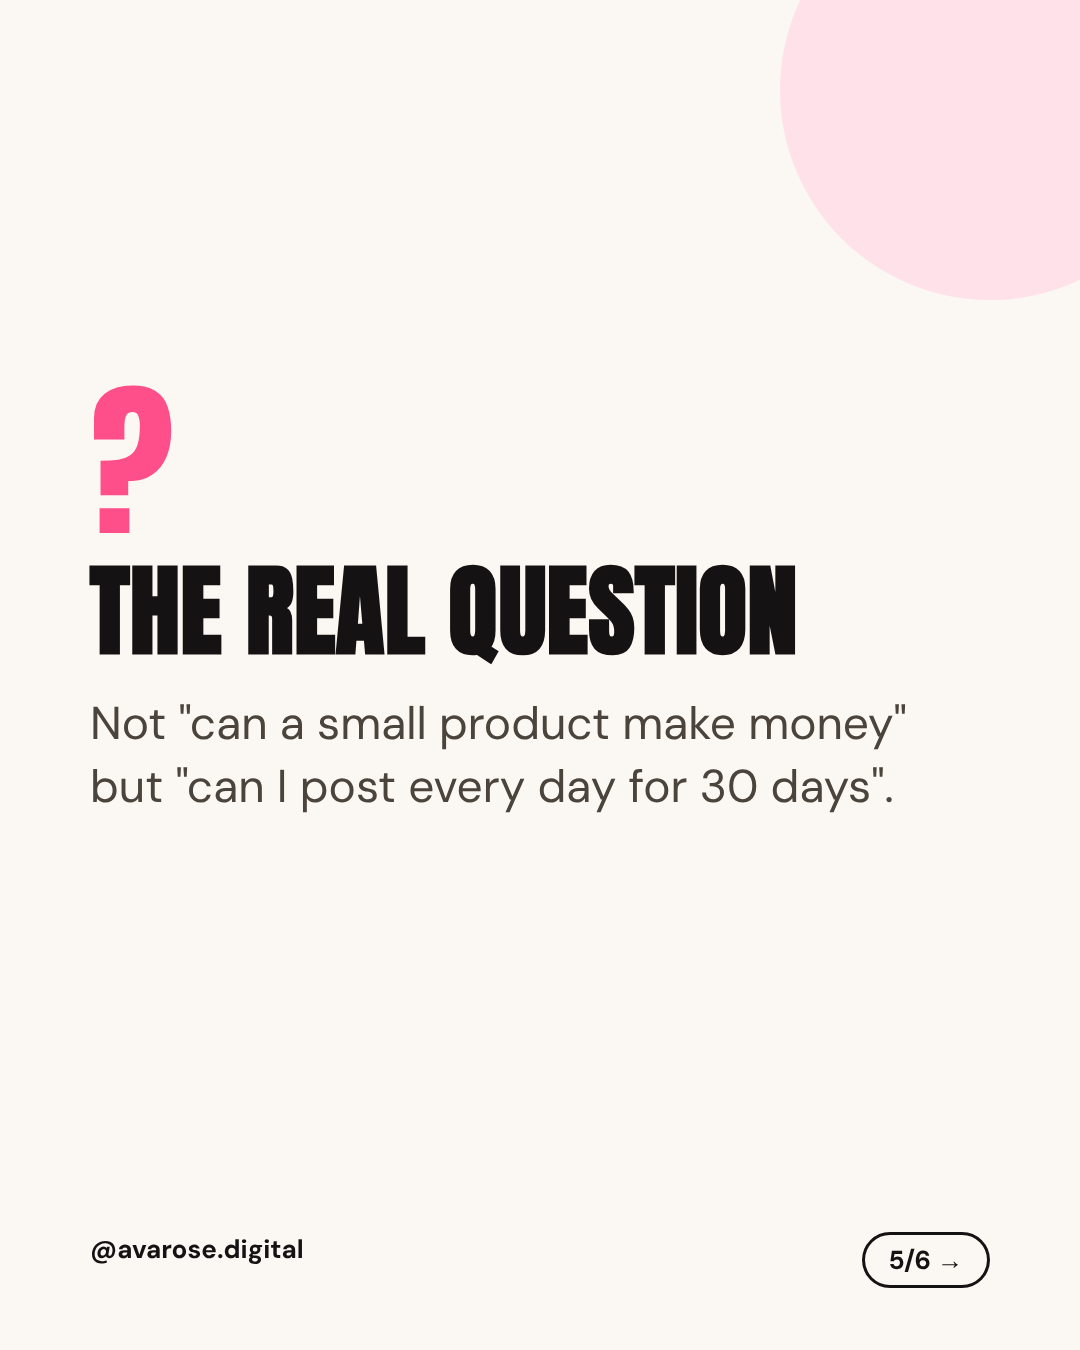 ?
THE REAL QUESTION
Not "can a small product make money"
but "can I post every day for 30 days".
@avarose.digital
5/6 →